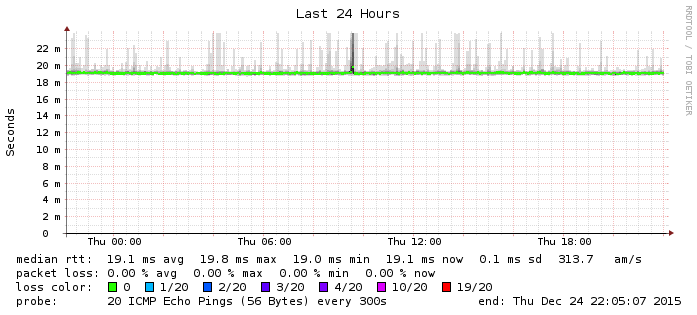 Last 24 Hours
RRDTOOL / TOBI OETIKER
Seconds
22 m
20 m
18 m
16 m
14 m
12 m
10 m
8 m
6 m
4 m
2 m
0
Thu 00:00 Thu 06:00 Thu 12:00 Thu 18:00
median rtt: 19.1 ms avg 19.8 ms max 19.0 ms min 19.1 ms now 0.1 ms sd 313.7 am/s
packet loss: 0.00 % avg 0.00 % max 0.00 % min 0.00 % now
loss color: 0 1/20 2/20 3/20 4/20 10/20 19/20
probe: 20 ICMP Echo Pings (56 Bytes) every 300s end: Thu Dec 24 22:05:07 2015